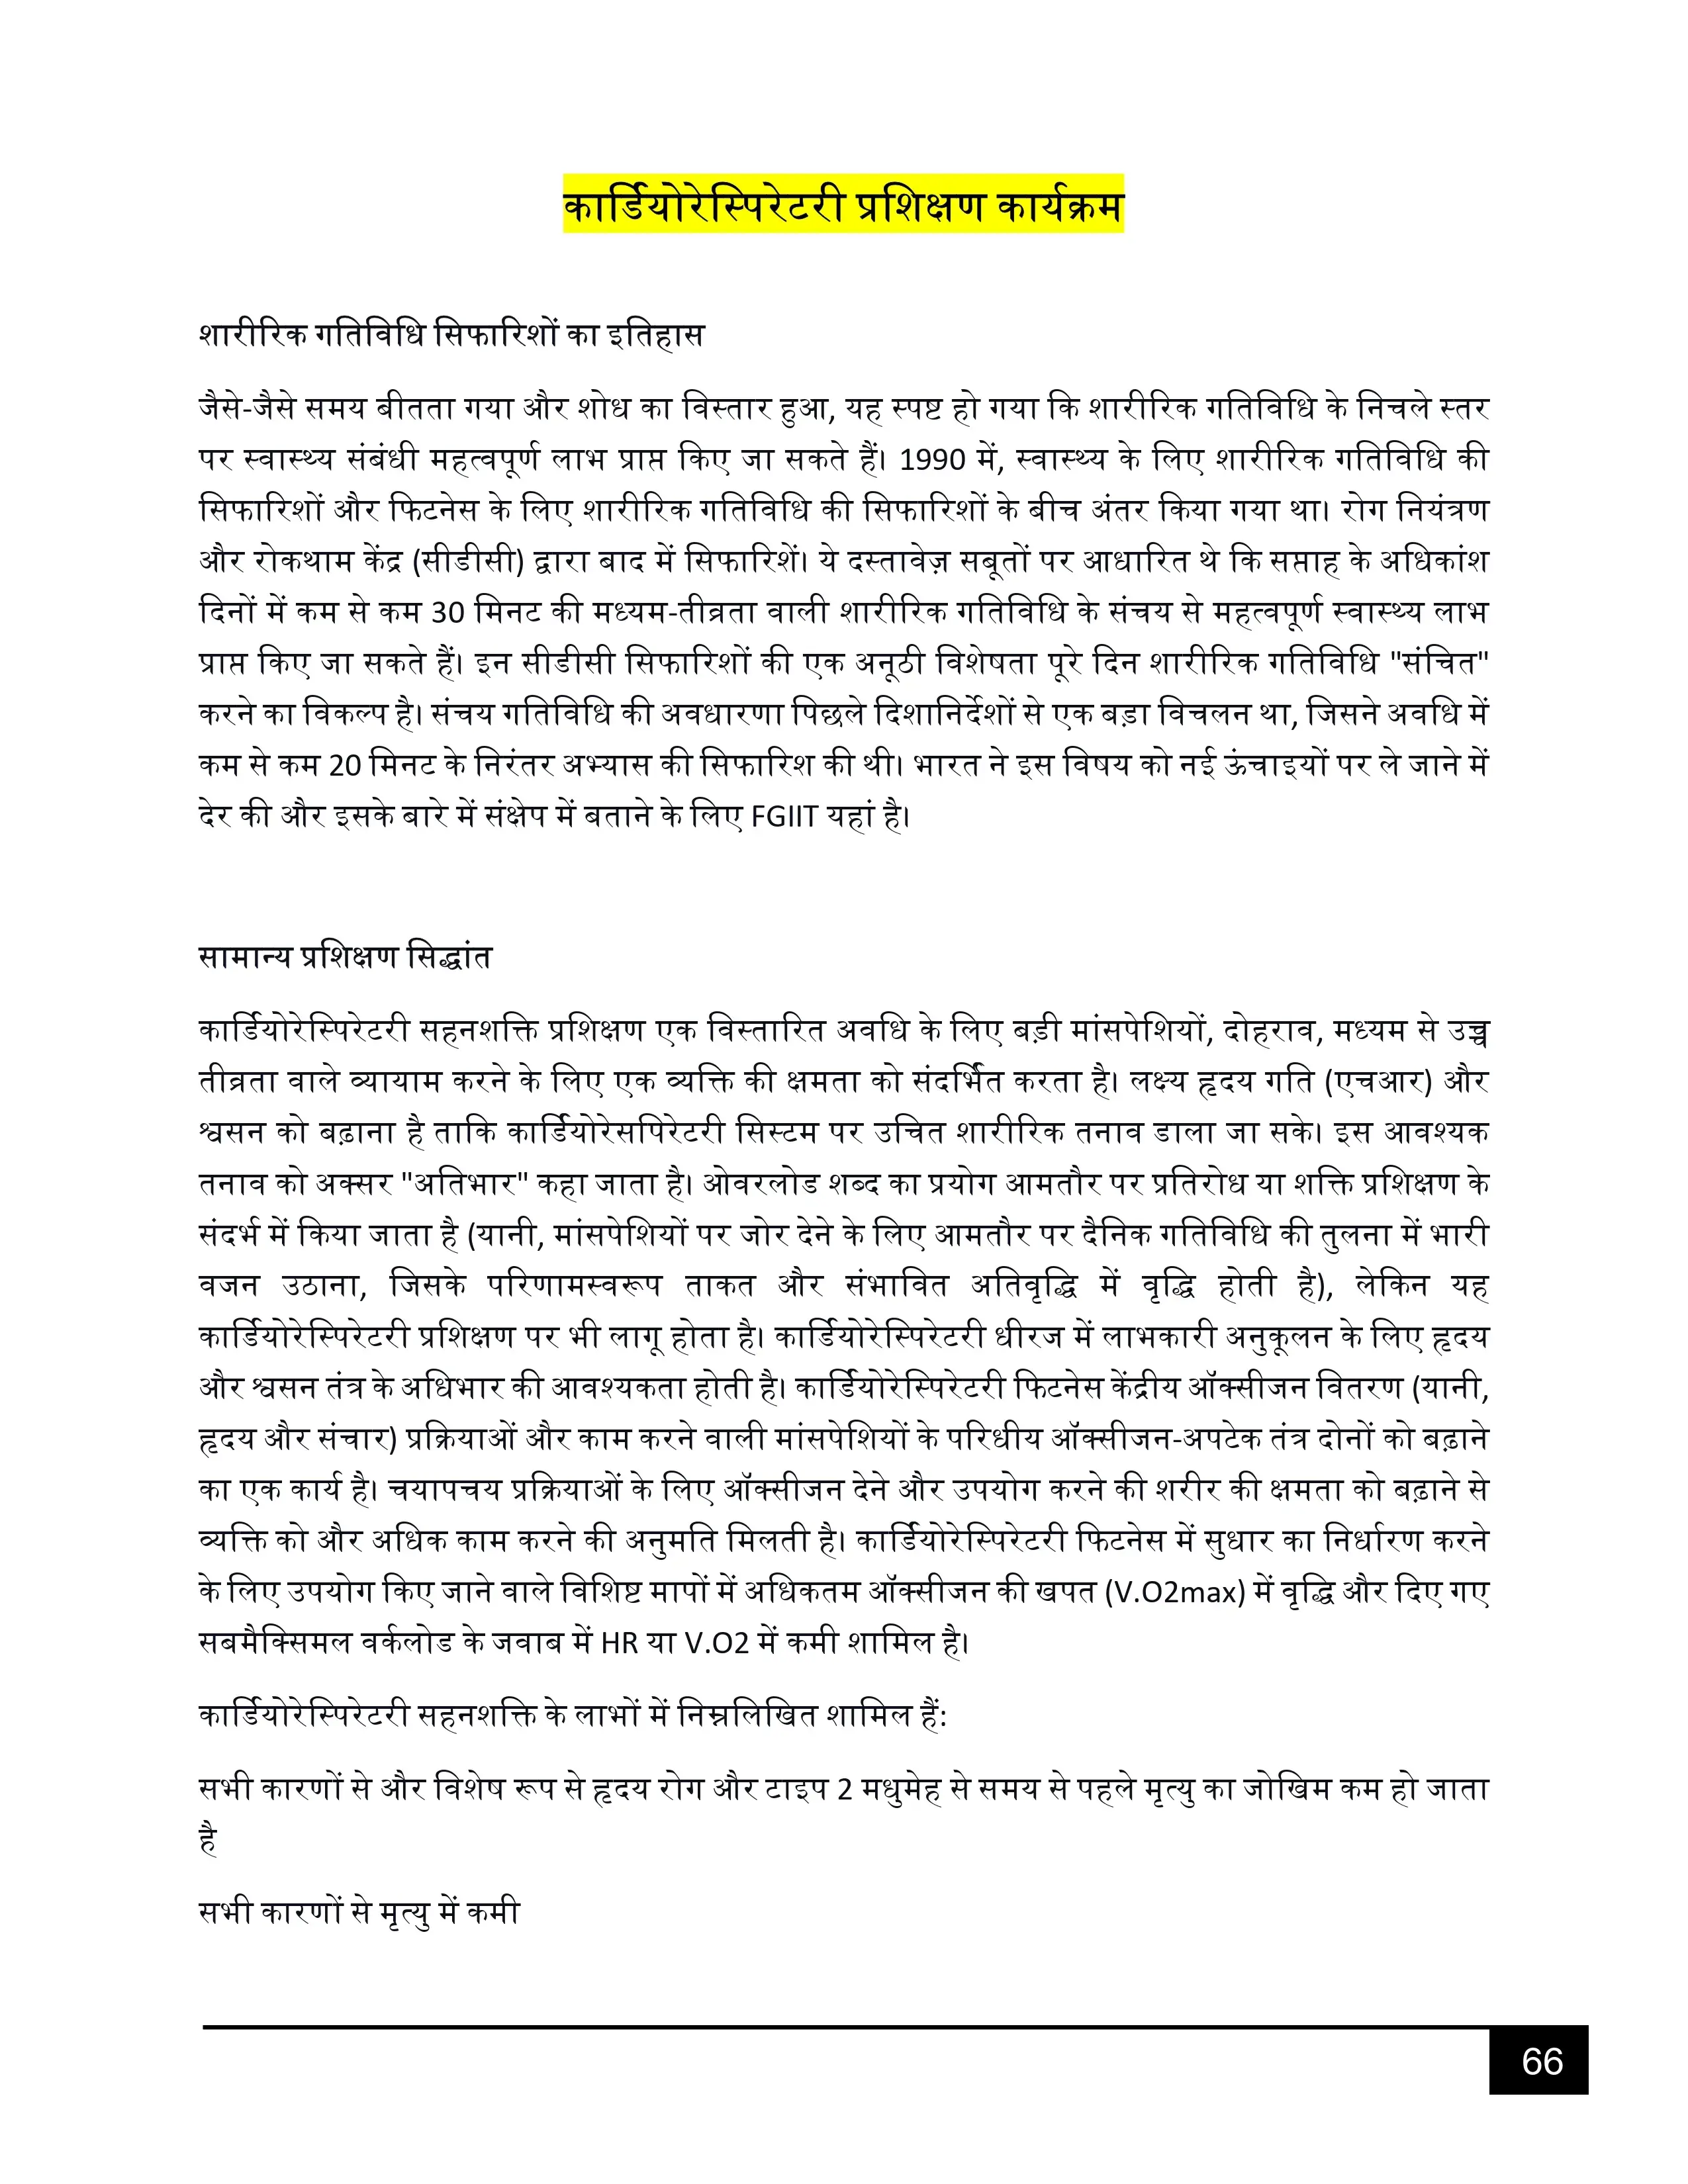 कार्डियोरेस्पिरेटरी प्रशिक्षण कार्यक्रम
शारीरिक गतिविधि सिफारिशों का इतिहास
जैसे-जैसे समय बीतता गया और शोध का विस्तार हुआ, यह स्पष्ट हो गया कि शारीरिक गतिविधि के निचले स्तर
पर स्वास्थ्य संबंधी महत्वपूर्ण लाभ प्राप्त किए जा सकते हैं। 1990 में, स्वास्थ्य के लिए शारीरिक गतिविधि की
सिफारिशों और फिटनेस के लिए शारीरिक गतिविधि की सिफारिशों के बीच अंतर किया गया था। रोग नियंत्रण
और रोकथाम केंद्र (सीडीसी) द्वारा बाद में सिफारिशें। ये दस्तावेज़ सबूतों पर आधारित थे कि सप्ताह के अधिकांश
दिनों में कम से कम 30 मिनट की मध्यम-तीव्रता वाली शारीरिक गतिविधि के संचय से महत्वपूर्ण स्वास्थ्य लाभ
प्राप्त किए जा सकते हैं। इन सीडीसी सिफारिशों की एक अनूठी विशेषता पूरे दिन शारीरिक गतिविधि "संचित"
करने का विकल्प है। संचय गतिविधि की अवधारणा पिछले दिशानिर्देशों से एक बड़ा विचलन था, जिसने अवधि में
कम से कम 20 मिनट के निरंतर अभ्यास की सिफारिश की थी। भारत ने इस विषय को नई ऊंचाइयों पर ले जाने में
देर की और इसके बारे में संक्षेप में बताने के लिए FGIIT यहां है।
सामान्य प्रशिक्षण सिद्धांत
कार्डियोरेस्पिरेटरी सहनशक्ति प्रशिक्षण एक विस्तारित अवधि के लिए बड़ी मांसपेशियों, दोहराव, मध्यम से उच्च
तीव्रता वाले व्यायाम करने के लिए एक व्यक्ति की क्षमता को संदर्भित करता है। लक्ष्य हृदय गति (एचआर) और
श्वसन को बढ़ाना है ताकि कार्डियोरेसपिरेटरी सिस्टम पर उचित शारीरिक तनाव डाला जा सके। इस आवश्यक
तनाव को अक्सर "अतिभार" कहा जाता है। ओवरलोड शब्द का प्रयोग आमतौर पर प्रतिरोध या शक्ति प्रशिक्षण के
संदर्भ में किया जाता है (यानी, मांसपेशियों पर जोर देने के लिए आमतौर पर दैनिक गतिविधि की तुलना में भारी
वजन उठाना, जिसके परिणामस्वरूप ताकत और संभावित अतिवृद्धि में वृद्धि होती है), लेकिन यह
कार्डियोरेस्पिरेटरी प्रशिक्षण पर भी लागू होता है। कार्डियोरेस्पिरेटरी धीरज में लाभकारी अनुकूलन के लिए हृदय
और श्वसन तंत्र के अधिभार की आवश्यकता होती है। कार्डियोरेस्पिरेटरी फिटनेस केंद्रीय ऑक्सीजन वितरण (यानी,
हृदय और संचार) प्रक्रियाओं और काम करने वाली मांसपेशियों के परिधीय ऑक्सीजन-अपटेक तंत्र दोनों को बढ़ाने
का एक कार्य है। चयापचय प्रक्रियाओं के लिए ऑक्सीजन देने और उपयोग करने की शरीर की क्षमता को बढ़ाने से
व्यक्ति को और अधिक काम करने की अनुमति मिलती है। कार्डियोरेस्पिरेटरी फिटनेस में सुधार का निर्धारण करने
के लिए उपयोग किए जाने वाले विशिष्ट मापों में अधिकतम ऑक्सीजन की खपत (V.O2max) में वृद्धि और दिए गए
सबमैक्सिमल वर्कलोड के जवाब में HR या V.O2 में कमी शामिल है।
कार्डियोरेस्पिरेटरी सहनशक्ति के लाभों में निम्नलिखित शामिल हैं:
सभी कारणों से और विशेष रूप से हृदय रोग और टाइप 2 मधुमेह से समय से पहले मृत्यु का जोखिम कम हो जाता
है
सभी कारणों से मृत्यु में कमी
66